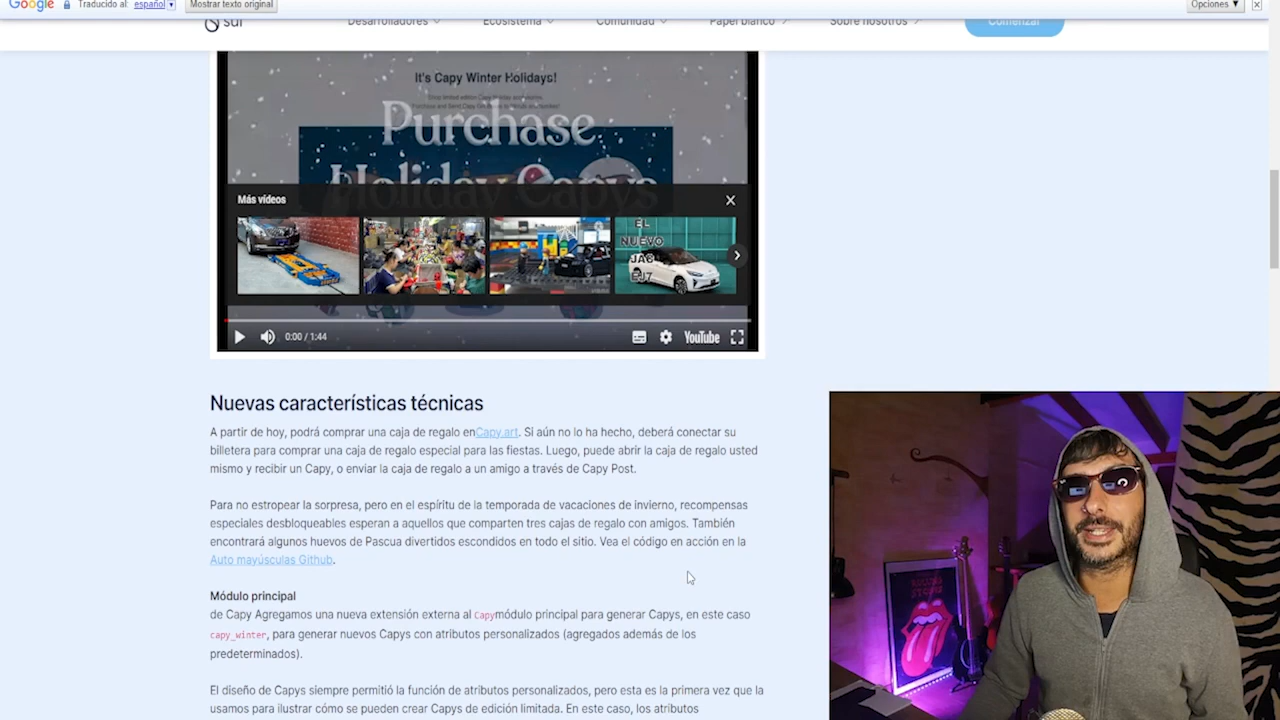 Google Traducido al: español Mostrar texto original Opciones ▼
sui Desarrolladores Ecosistema Comunidad Papel blanco Sobre nosotros Comenzar
It's Capy Winter Holidays!
Purchase
Holiday Capys
Más vídeos
EL
NUEVO
JAC
EJ7
0:00 / 1:44
YouTube
Nuevas características técnicas
A partir de hoy, podrá comprar una caja de regalo enCapy.art. Si aún no lo ha hecho, deberá conectar su
billetera para comprar una caja de regalo especial para las fiestas. Luego, puede abrir la caja de regalo usted
mismo y recibir un Capy, o enviar la caja de regalo a un amigo a través de Capy Post.
Para no estropear la sorpresa, pero en el espíritu de la temporada de vacaciones de invierno, recompensas
especiales desbloqueables esperan a aquellos que comparten tres cajas de regalo con amigos. También
encontrará algunos huevos de Pascua divertidos escondidos en todo el sitio. Vea el código en acción en la
Auto mayúsculas Github.
Módulo principal
de Capy Agregamos una nueva extensión externa al Capymódulo principal para generar Capys, en este caso
capy_winter, para generar nuevos Capys con atributos personalizados (agregados además de los
predeterminados).
El diseño de Capys siempre permitió la función de atributos personalizados, pero esta es la primera vez que la
usamos para ilustrar cómo se pueden crear Capys de edición limitada. En este caso, los atributos
ROLLING
STONES